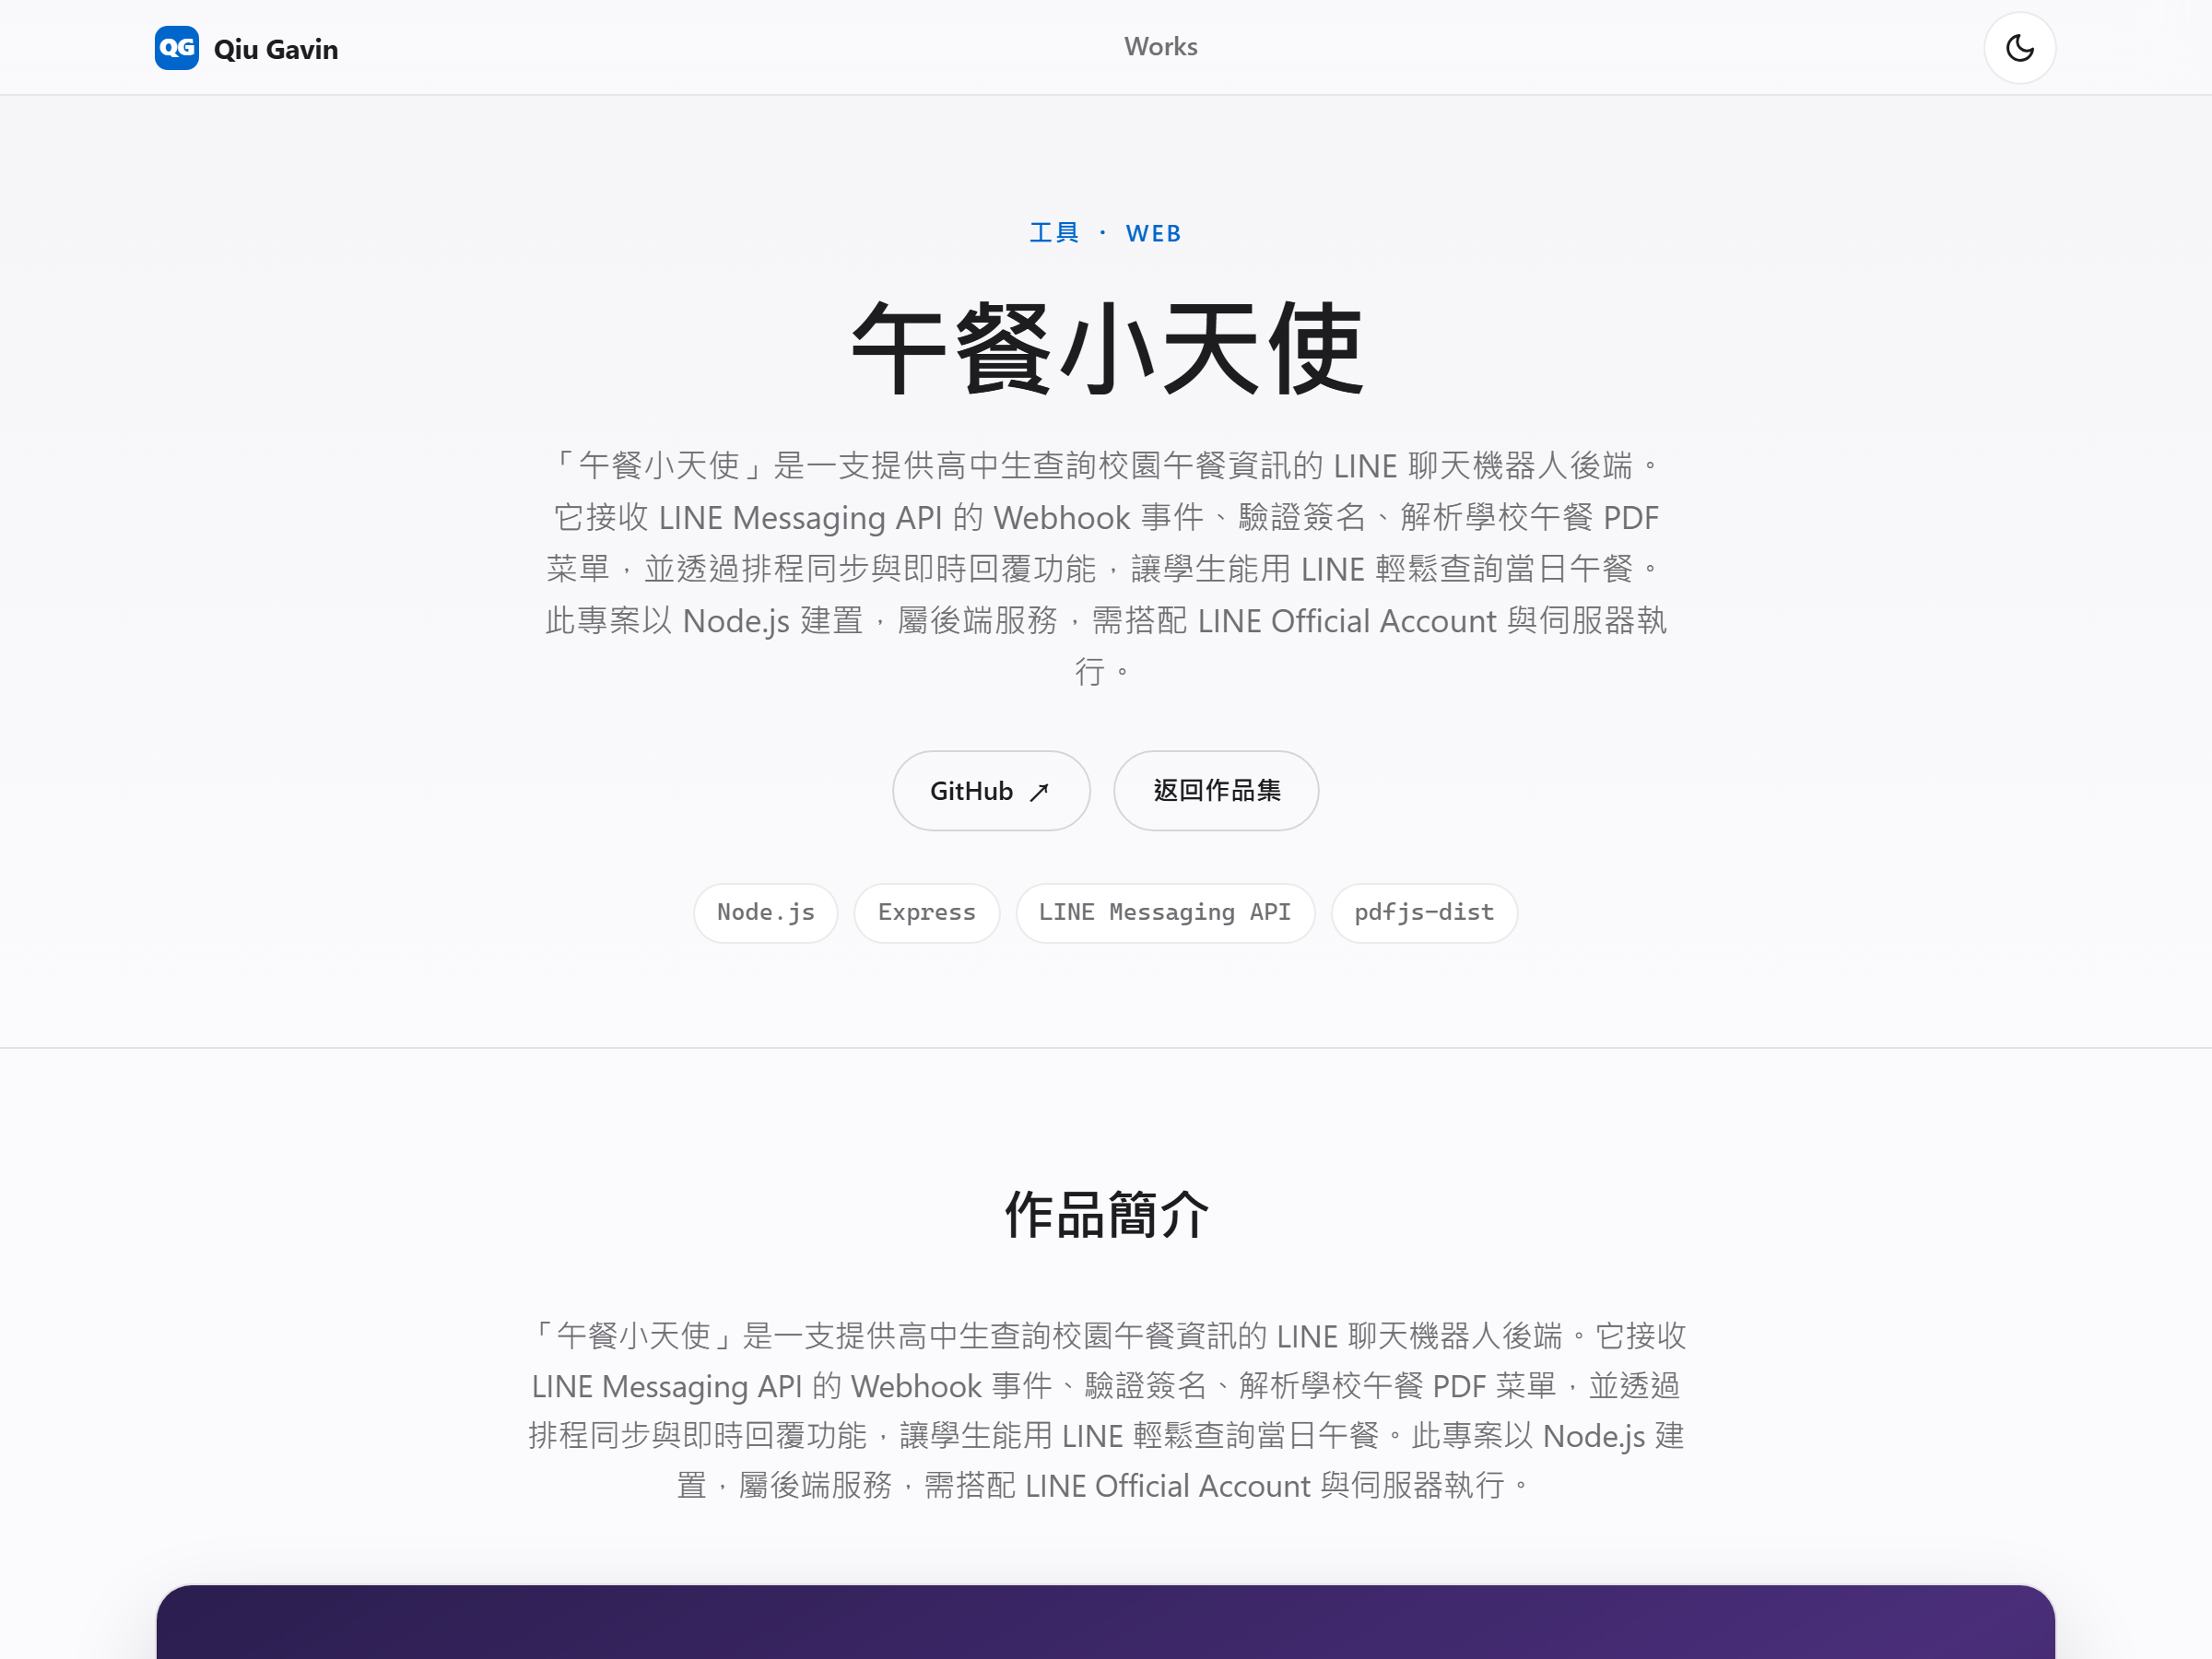 QG Qiu Gavin
Works
工具 · WEB
午餐小天使
「午餐小天使」是一支提供高中生查詢校園午餐資訊的 LINE 聊天機器人後端。
它接收 LINE Messaging API 的 Webhook 事件、驗證簽名、解析學校午餐 PDF
菜單，並透過排程同步與即時回覆功能，讓學生能用 LINE 輕鬆查詢當日午餐。
此專案以 Node.js 建置，屬後端服務，需搭配 LINE Official Account 與伺服器執
行。
GitHub ↗
返回作品集
Node.js
Express
LINE Messaging API
pdfjs-dist
作品簡介
「午餐小天使」是一支提供高中生查詢校園午餐資訊的 LINE 聊天機器人後端。它接收
LINE Messaging API 的 Webhook 事件、驗證簽名、解析學校午餐 PDF 菜單，並透過
排程同步與即時回覆功能，讓學生能用 LINE 輕鬆查詢當日午餐。此專案以 Node.js 建
置，屬後端服務，需搭配 LINE Official Account 與伺服器執行。